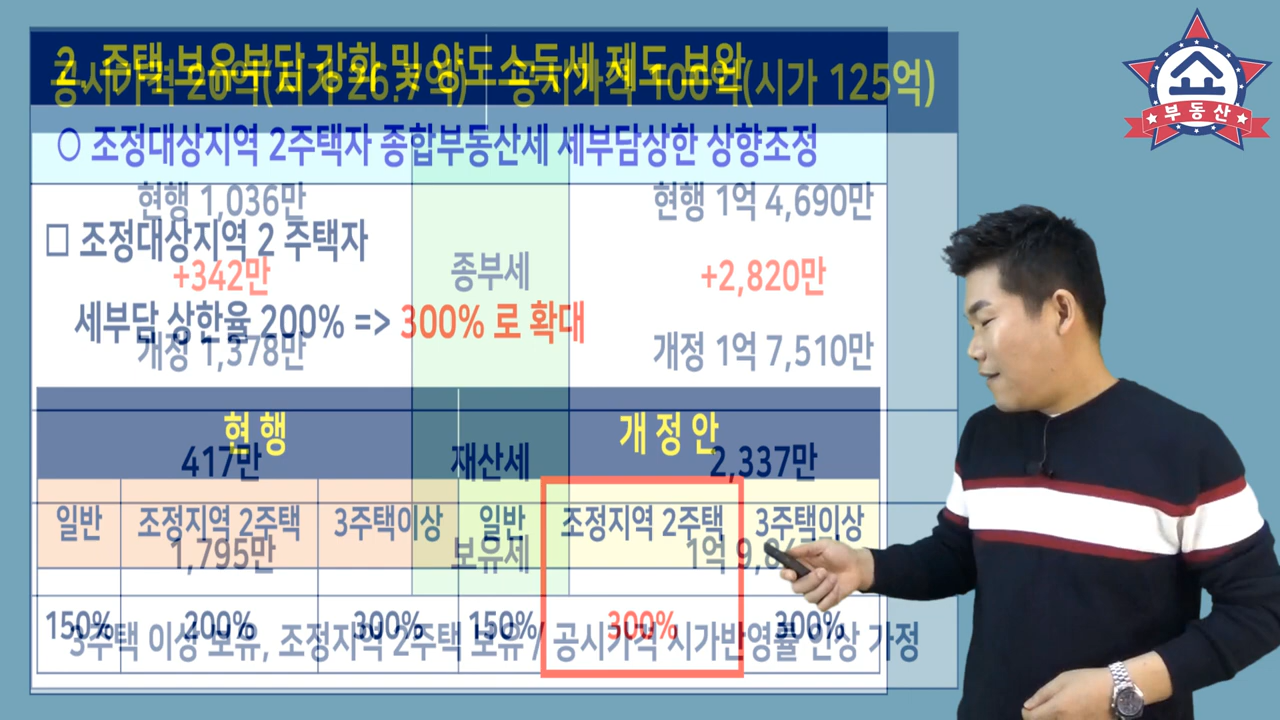 2. 주택 보유부담 강화 및 양도소득세 제도 보완
공시가격 20억(시가 26.7억)
공시가격 100억(시가 125억)
○ 조정대상지역 2주택자 종합부동산세 세부담상한 상향조정
현행 1,036만
현행 1억 4,690만
□ 조정대상지역 2 주택자
+342만
종부세
+2,820만
세부담 상한율 200% => 300% 로 확대
개정 1,378만
개정 1억 7,510만
현 행
개 정 안
417만
재산세
2,337만
일반
조정지역 2주택
3주택이상
일반
조정지역 2주택
3주택이상
1,795만
보유세
1억
150%
200%
300%
150%
300%
300%
3주택 이상 보유, 조정지역 2주택 보유 / 공시가격 시가반영율 인상 가정
부동산